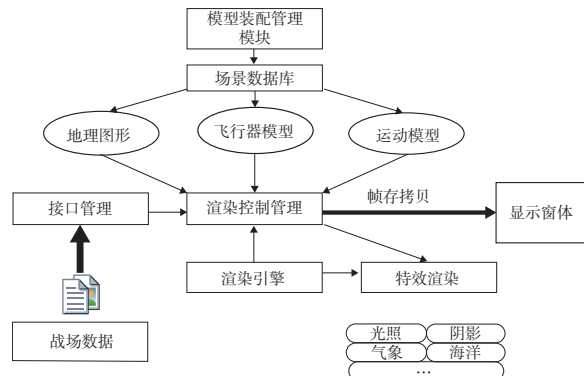 模型装配管理
模块
场景数据库
地理图形
飞行器模型
运动模型
帧存拷贝
接口管理
渲染控制管理
显示窗体
渲染引擎
特效渲染
战场数据
光照
阴影
气象
海洋
…